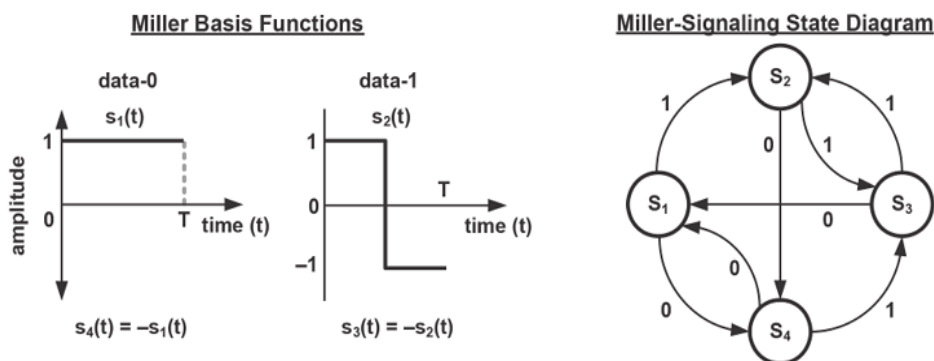 Miller Basis Functions
data-0
s1(t)
amplitude
1
0
T
time (t)
s4(t) = –s1(t)
data-1
s2(t)
1
0
–1
T
time (t)
s3(t) = –s2(t)
Miller-Signaling State Diagram
S2
1
1
0
1
S1
S3
0
0
0
1
S4